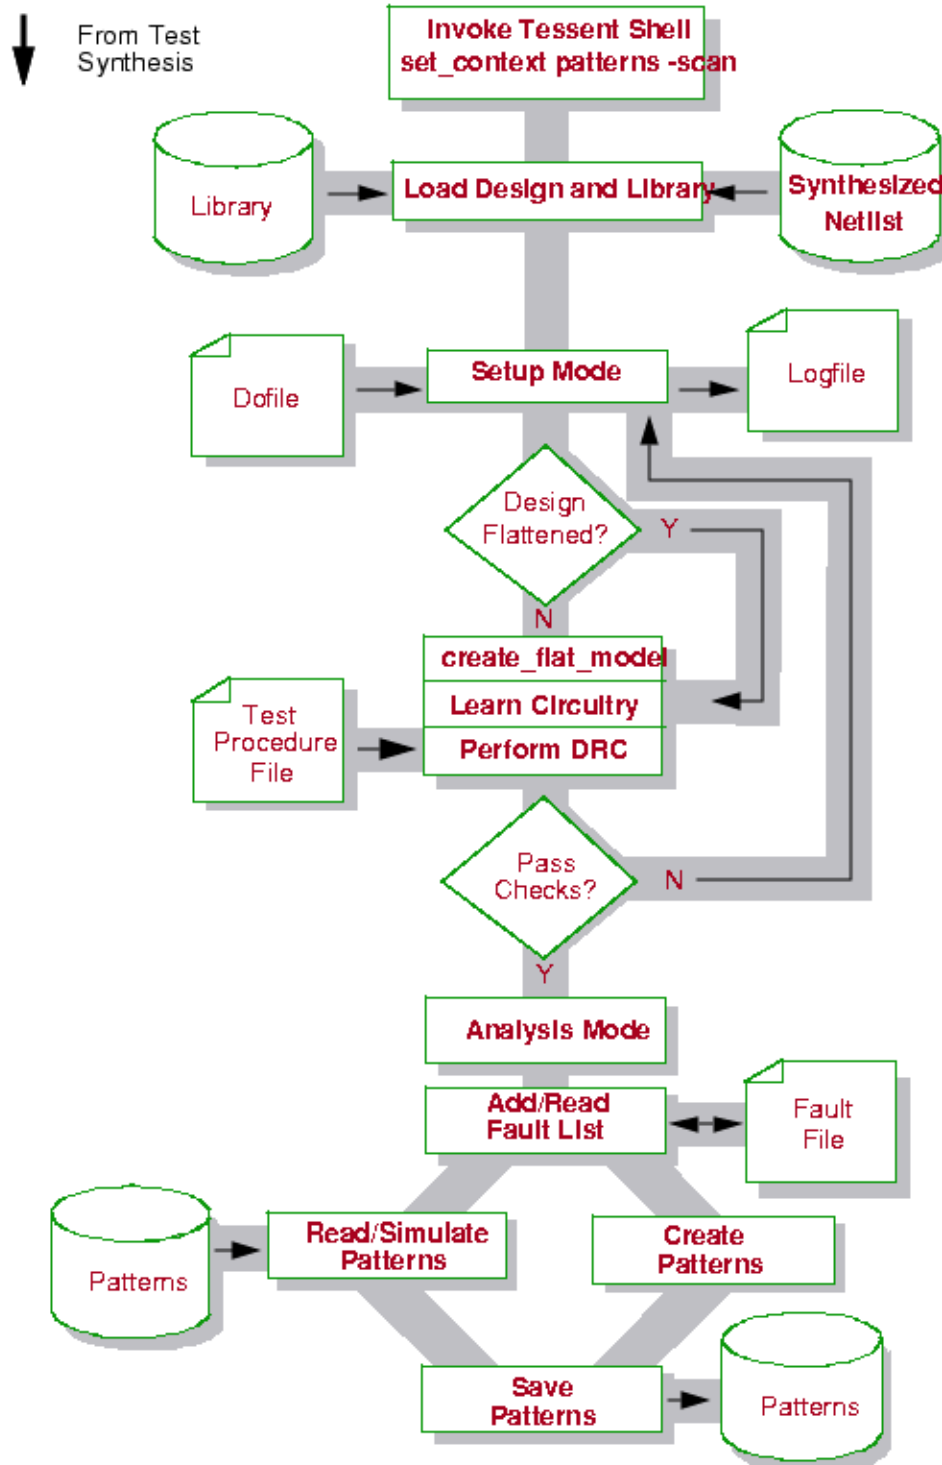 From Test
Synthesis
Invoke Tessent Shell
set_context patterns -scan
Library
Load Design and Library
Synthesized
Netlist
Dofile
Setup Mode
Logfile
Design
Flattened?
Y
N
create_flat_model
Learn Circuitry
Perform DRC
Test
Procedure
File
Pass
Checks?
N
Y
Analysis Mode
Add/Read
Fault List
Fault
File
Read/Simulate
Patterns
Create
Patterns
Patterns
Save
Patterns
Patterns